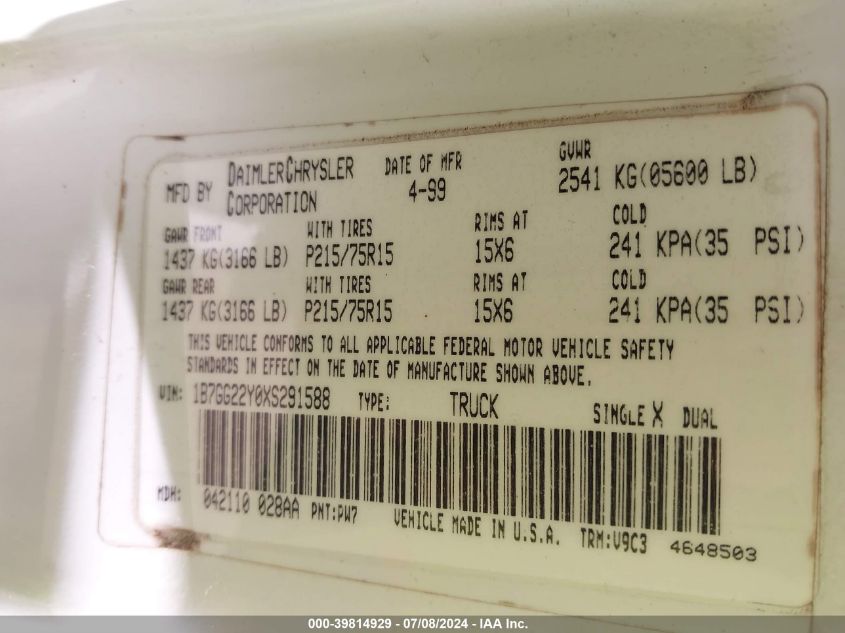 MFD BY DAIMLERCHRYSLER CORPORATION DATE OF MFR 4-99 GVWR 2541 KG(05600 LB)
GAWR FRONT WITH TIRES RIMS AT COLD
1437 KG(3166 LB) P215/75R15 15X6 241 KPA(35 PSI)
GAWR REAR WITH TIRES RIMS AT COLD
1437 KG(3166 LB) P215/75R15 15X6 241 KPA(35 PSI)
THIS VEHICLE CONFORMS TO ALL APPLICABLE FEDERAL MOTOR VEHICLE SAFETY
STANDARDS IN EFFECT ON THE DATE OF MANUFACTURE SHOWN ABOVE.
VIN: 1B7GG22Y0XS291588 TYPE: TRUCK SINGLE X DUAL
MDH: 042110 028AA PNT:PW7 VEHICLE MADE IN U.S.A. TRM:V9C3 4648503
000-39814929 / 07/08/2024 - IAA Inc.